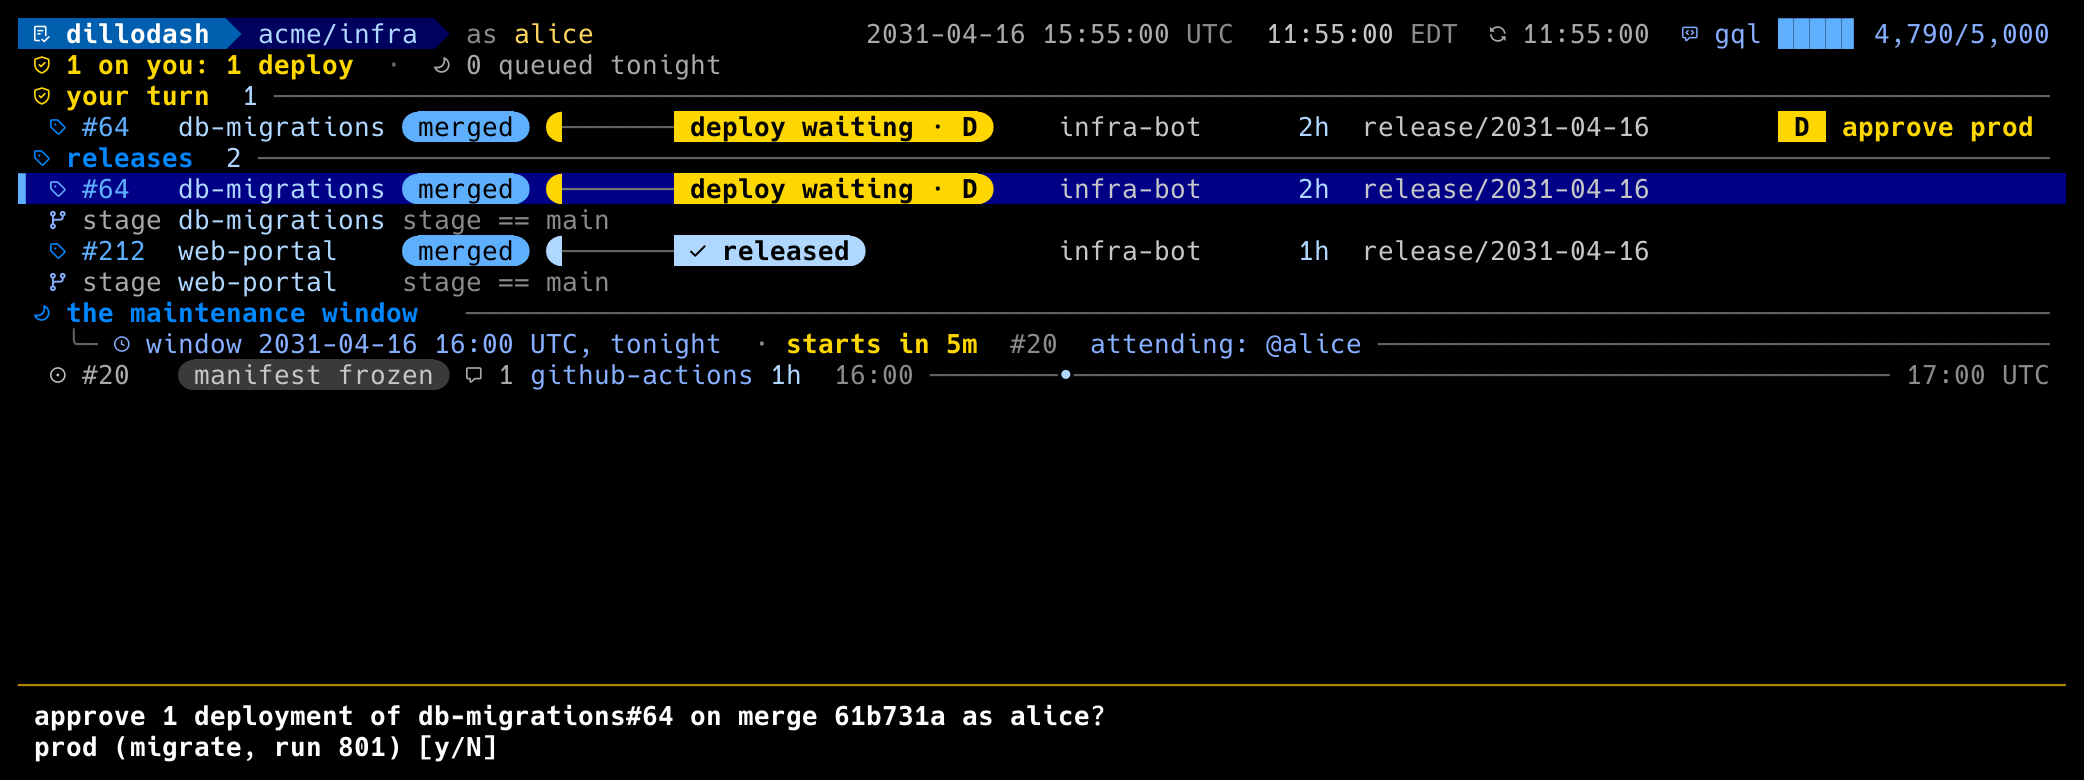 dillodash acme/infra as alice 2031-04-16 15:55:00 UTC 11:55:00 EDT 11:55:00 gql 4,790/5,000
1 on you: 1 deploy · 0 queued tonight
your turn 1
#64 db-migrations merged deploy waiting · D infra-bot 2h release/2031-04-16 D approve prod
releases 2
#64 db-migrations merged deploy waiting · D infra-bot 2h release/2031-04-16
stage db-migrations stage == main
#212 web-portal merged ✓ released infra-bot 1h release/2031-04-16
stage web-portal stage == main
the maintenance window
window 2031-04-16 16:00 UTC, tonight · starts in 5m #20 attending: @alice
#20 manifest frozen 1 github-actions 1h 16:00 17:00 UTC
approve 1 deployment of db-migrations#64 on merge 61b731a as alice?
prod (migrate, run 801) [y/N]